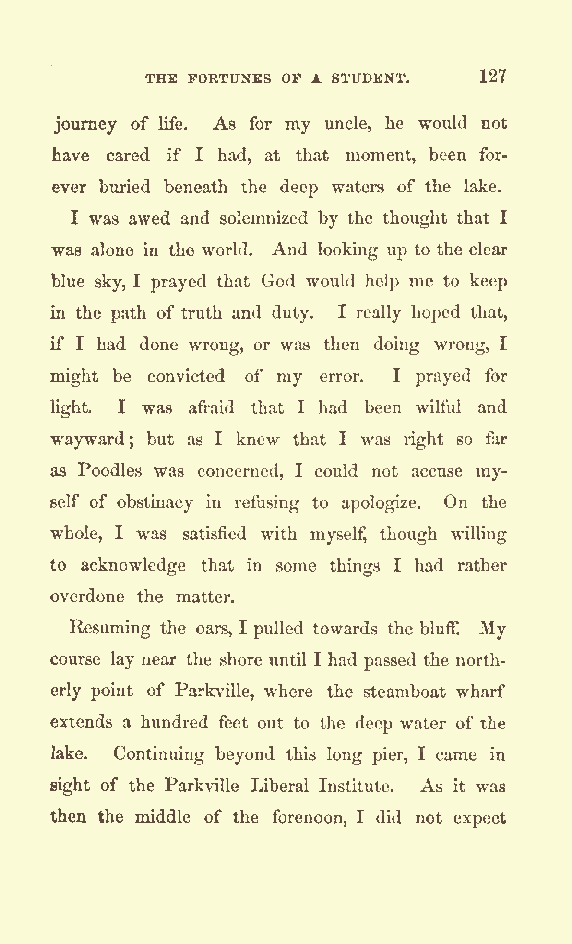 THE FORTUNES OF A STUDENT. 127
journey of life. As for my uncle, he would not
have cared if I had, at that moment, been for-
ever buried beneath the deep waters of the lake.
I was awed and solemnized by the thought that I
was alone in the world. And looking up to the clear
blue sky, I prayed that God would help me to keep
in the path of truth and duty. I really hoped that,
if I had done wrong, or was then doing wrong, I
might be convicted of my error. I prayed for
light. I was afraid that I had been wilful and
wayward; but as I knew that I was right so far
as Poodles was concerned, I could not accuse my-
self of obstinacy in refusing to apologize. On the
whole, I was satisfied with myself, though willing
to acknowledge that in some things I had rather
overdone the matter.
Resuming the oars, I pulled towards the bluff. My
course lay near the shore until I had passed the north-
erly point of Parkville, where the steamboat wharf
extends a hundred feet out to the deep water of the
lake. Continuing beyond this long pier, I came in
sight of the Parkville Liberal Institute. As it was
then the middle of the forenoon, I did not expect